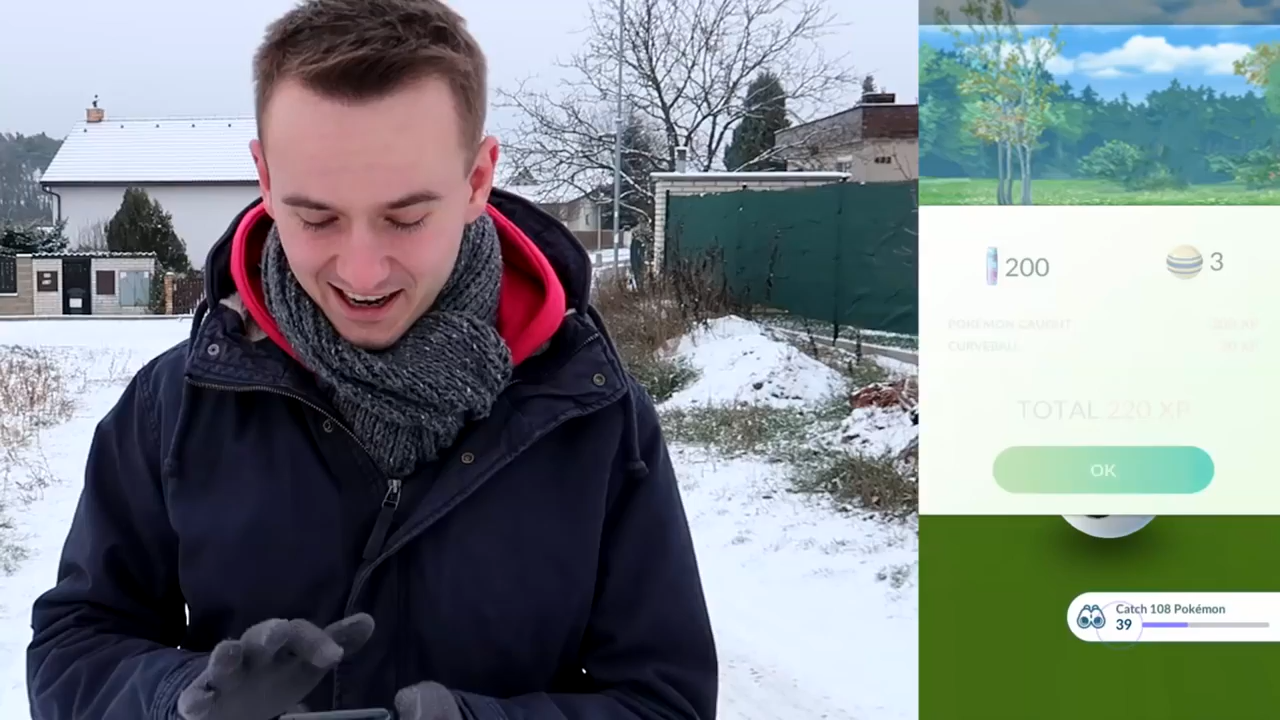 200
3
POKÉMON CAUGHT
CURVEBALL
TOTAL 220 XP
OK
Catch 108 Pokémon
39